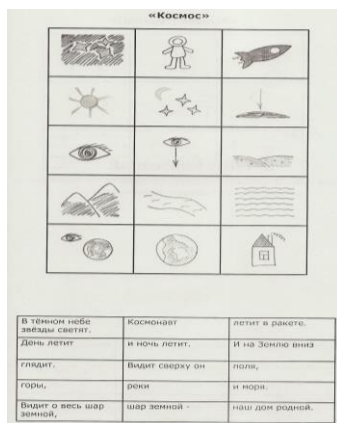 «Космос»
В тёмном небе звёзды светят.
Космонавт
летит в ракете.
День летит
и ночь летит.
И на Землю вниз
глядит.
Видит сверху он
поля,
горы,
реки
и моря.
Видит о весь шар земной,
шар земной -
наш дом родной.